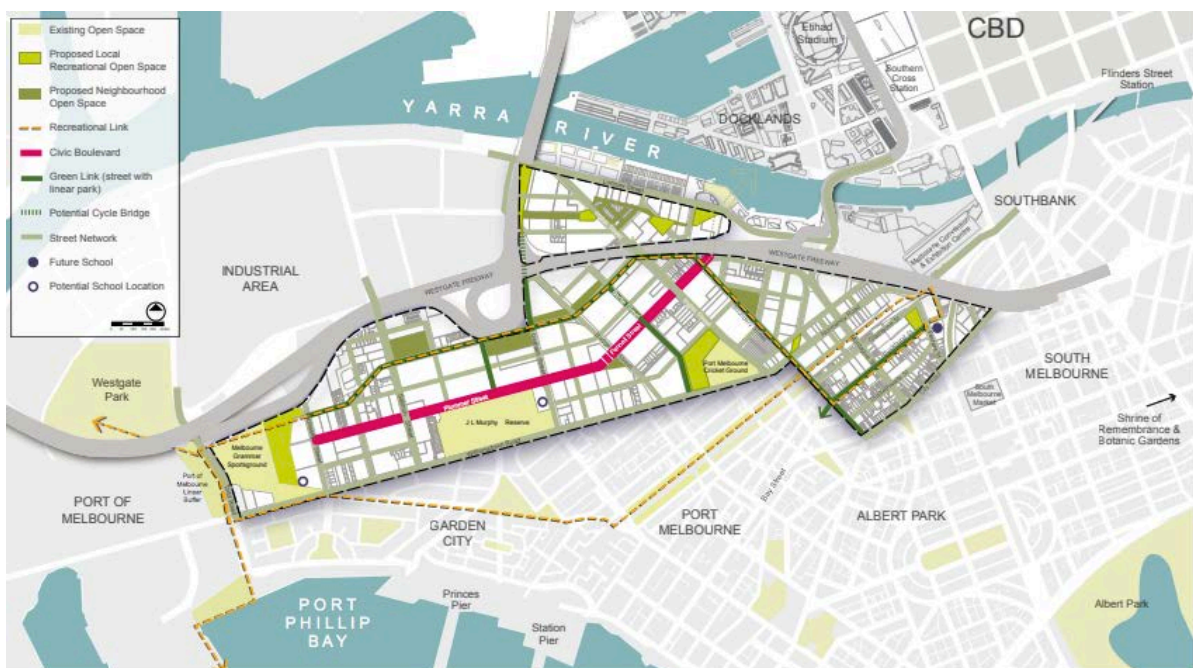 Existing Open Space
Proposed Local
Recreational Open Space
Proposed Neighbourhood
Open Space
Recreational Link
Civic Boulevard
Green Link (street with
linear park)
Potential Cycle Bridge
Street Network
Future School
Potential School Location
CBD
Etihad
Stadium
Southern
Cross
Station
Flinders Street
Station
YARRA RIVER
DOCKLANDS
SOUTHBANK
Melbourne Convention
& Exhibition Centre
INDUSTRIAL
AREA
WESTGATE FREEWAY
WESTGATE FREEWAY
Fennell Street
Plummer Street
Port Melbourne
Cricket Ground
J L Murphy Reserve
Westgate
Park
Melbourne
Grammar
Sportsground
Port of
Melbourne
Linear
Buffer
PORT OF
MELBOURNE
SOUTH
MELBOURNE
South
Melbourne
Market
Shrine of
Remembrance &
Botanic Gardens
Bay Street
GARDEN
CITY
PORT
MELBOURNE
ALBERT PARK
Princes
Pier
Station
Pier
PORT
PHILLIP
BAY
Albert Park